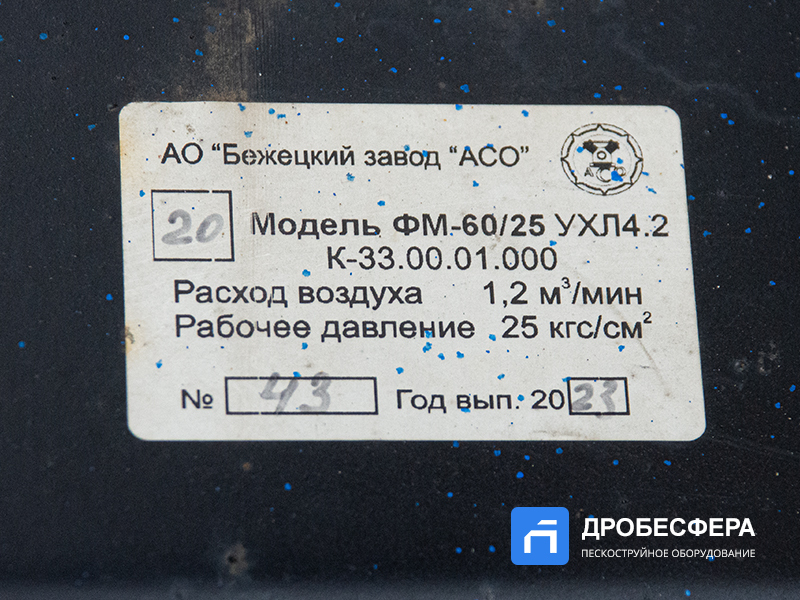 АО "Бежецкий завод "АСО"
АСО
20 Модель ФМ-60/25 УХЛ4.2
К-33.00.01.000
Расход воздуха 1,2 м³/мин
Рабочее давление 25 кгс/см²
№ 43 Год вып. 2023
ДРОБЕСФЕРА
ПЕСКОСТРУЙНОЕ ОБОРУДОВАНИЕ